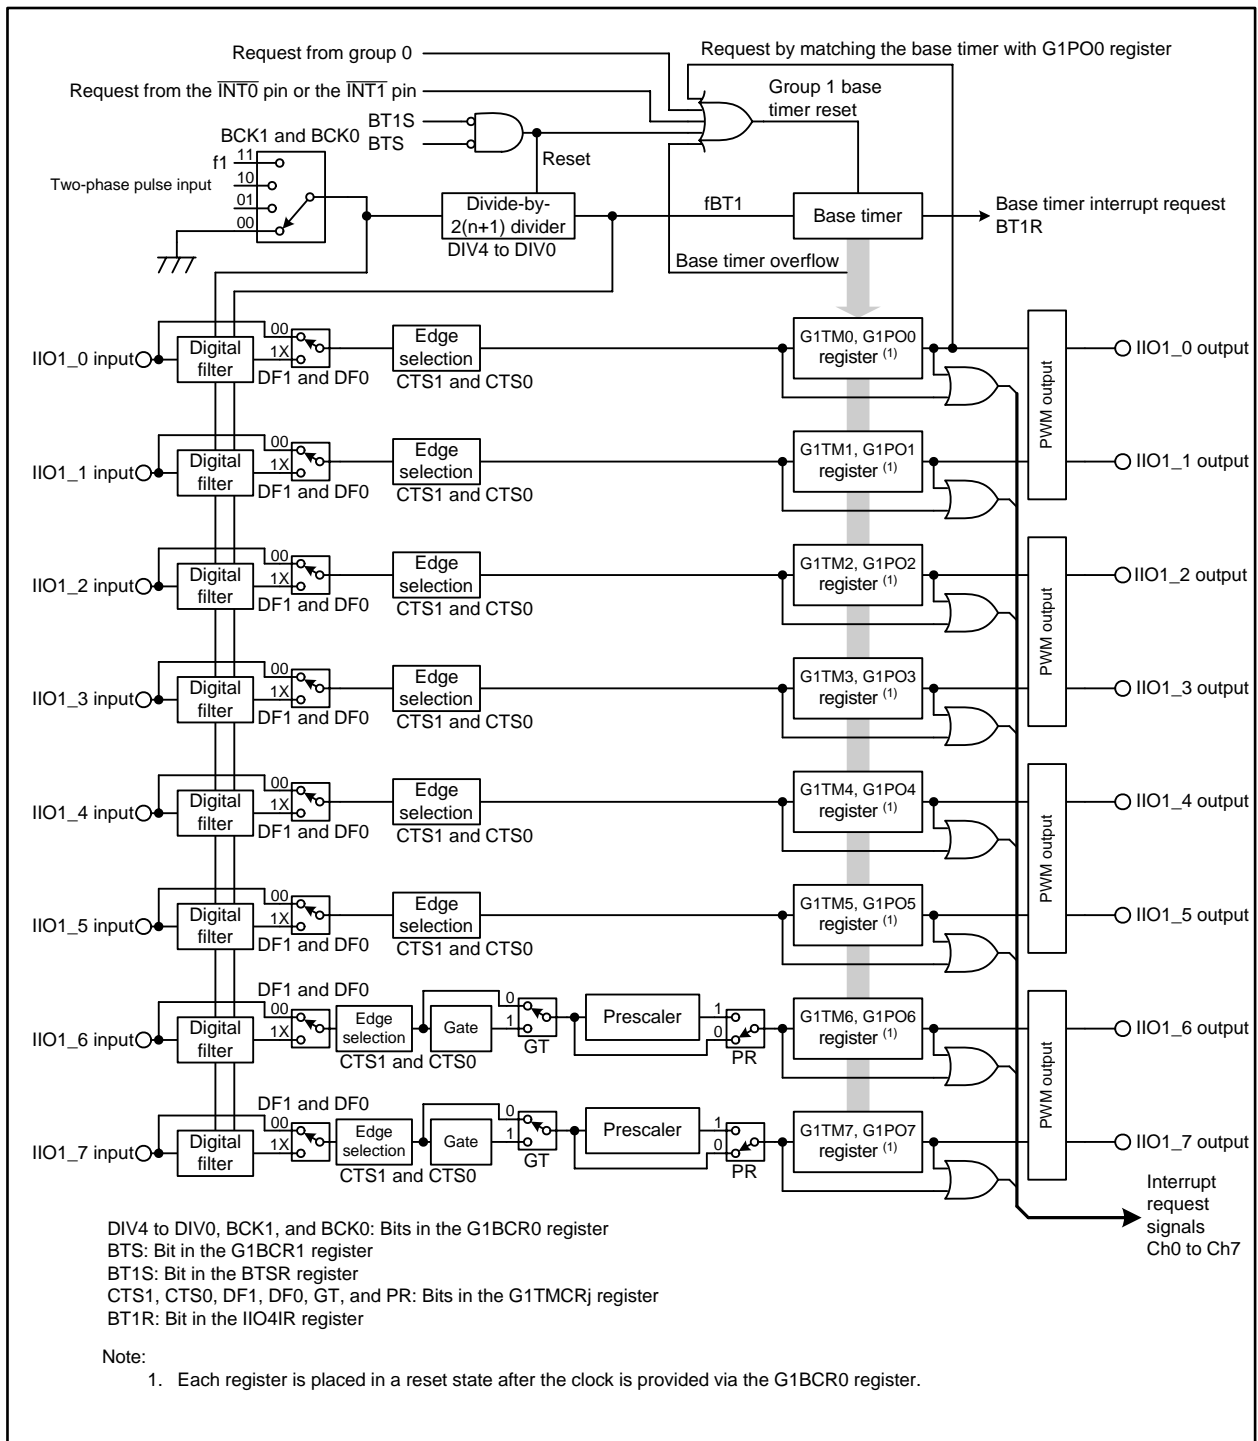 Request from group 0
Request by matching the base timer with G1PO0 register
Request from the INT0 pin or the INT1 pin
Group 1 base
timer reset
BT1S
BTS
BCK1 and BCK0
f1
11
Two-phase pulse input
10
01
00
Reset
Divide-by-
2(n+1) divider
DIV4 to DIV0
fBT1
Base timer
Base timer interrupt request
BT1R
Base timer overflow
IIO1_0 input
Digital
filter
00
1X
DF1 and DF0
Edge
selection
CTS1 and CTS0
G1TM0, G1PO0
register (1)
PWM output
IIO1_0 output
IIO1_1 input
Digital
filter
00
1X
DF1 and DF0
Edge
selection
CTS1 and CTS0
G1TM1, G1PO1
register (1)
IIO1_1 output
IIO1_2 input
Digital
filter
00
1X
DF1 and DF0
Edge
selection
CTS1 and CTS0
G1TM2, G1PO2
register (1)
PWM output
IIO1_2 output
IIO1_3 input
Digital
filter
00
1X
DF1 and DF0
Edge
selection
CTS1 and CTS0
G1TM3, G1PO3
register (1)
IIO1_3 output
IIO1_4 input
Digital
filter
00
1X
DF1 and DF0
Edge
selection
CTS1 and CTS0
G1TM4, G1PO4
register (1)
PWM output
IIO1_4 output
IIO1_5 input
Digital
filter
00
1X
DF1 and DF0
Edge
selection
CTS1 and CTS0
G1TM5, G1PO5
register (1)
IIO1_5 output
IIO1_6 input
Digital
filter
DF1 and DF0
00
1X
Edge
selection
CTS1 and CTS0
Gate
0
1
GT
Prescaler
1
0
PR
G1TM6, G1PO6
register (1)
PWM output
IIO1_6 output
IIO1_7 input
Digital
filter
DF1 and DF0
00
1X
Edge
selection
CTS1 and CTS0
Gate
0
1
GT
Prescaler
1
0
PR
G1TM7, G1PO7
register (1)
IIO1_7 output
Interrupt
request
signals
Ch0 to Ch7
DIV4 to DIV0, BCK1, and BCK0: Bits in the G1BCR0 register
BTS: Bit in the G1BCR1 register
BT1S: Bit in the BTSR register
CTS1, CTS0, DF1, DF0, GT, and PR: Bits in the G1TMCRj register
BT1R: Bit in the IIO4IR register
Note:
1. Each register is placed in a reset state after the clock is provided via the G1BCR0 register.